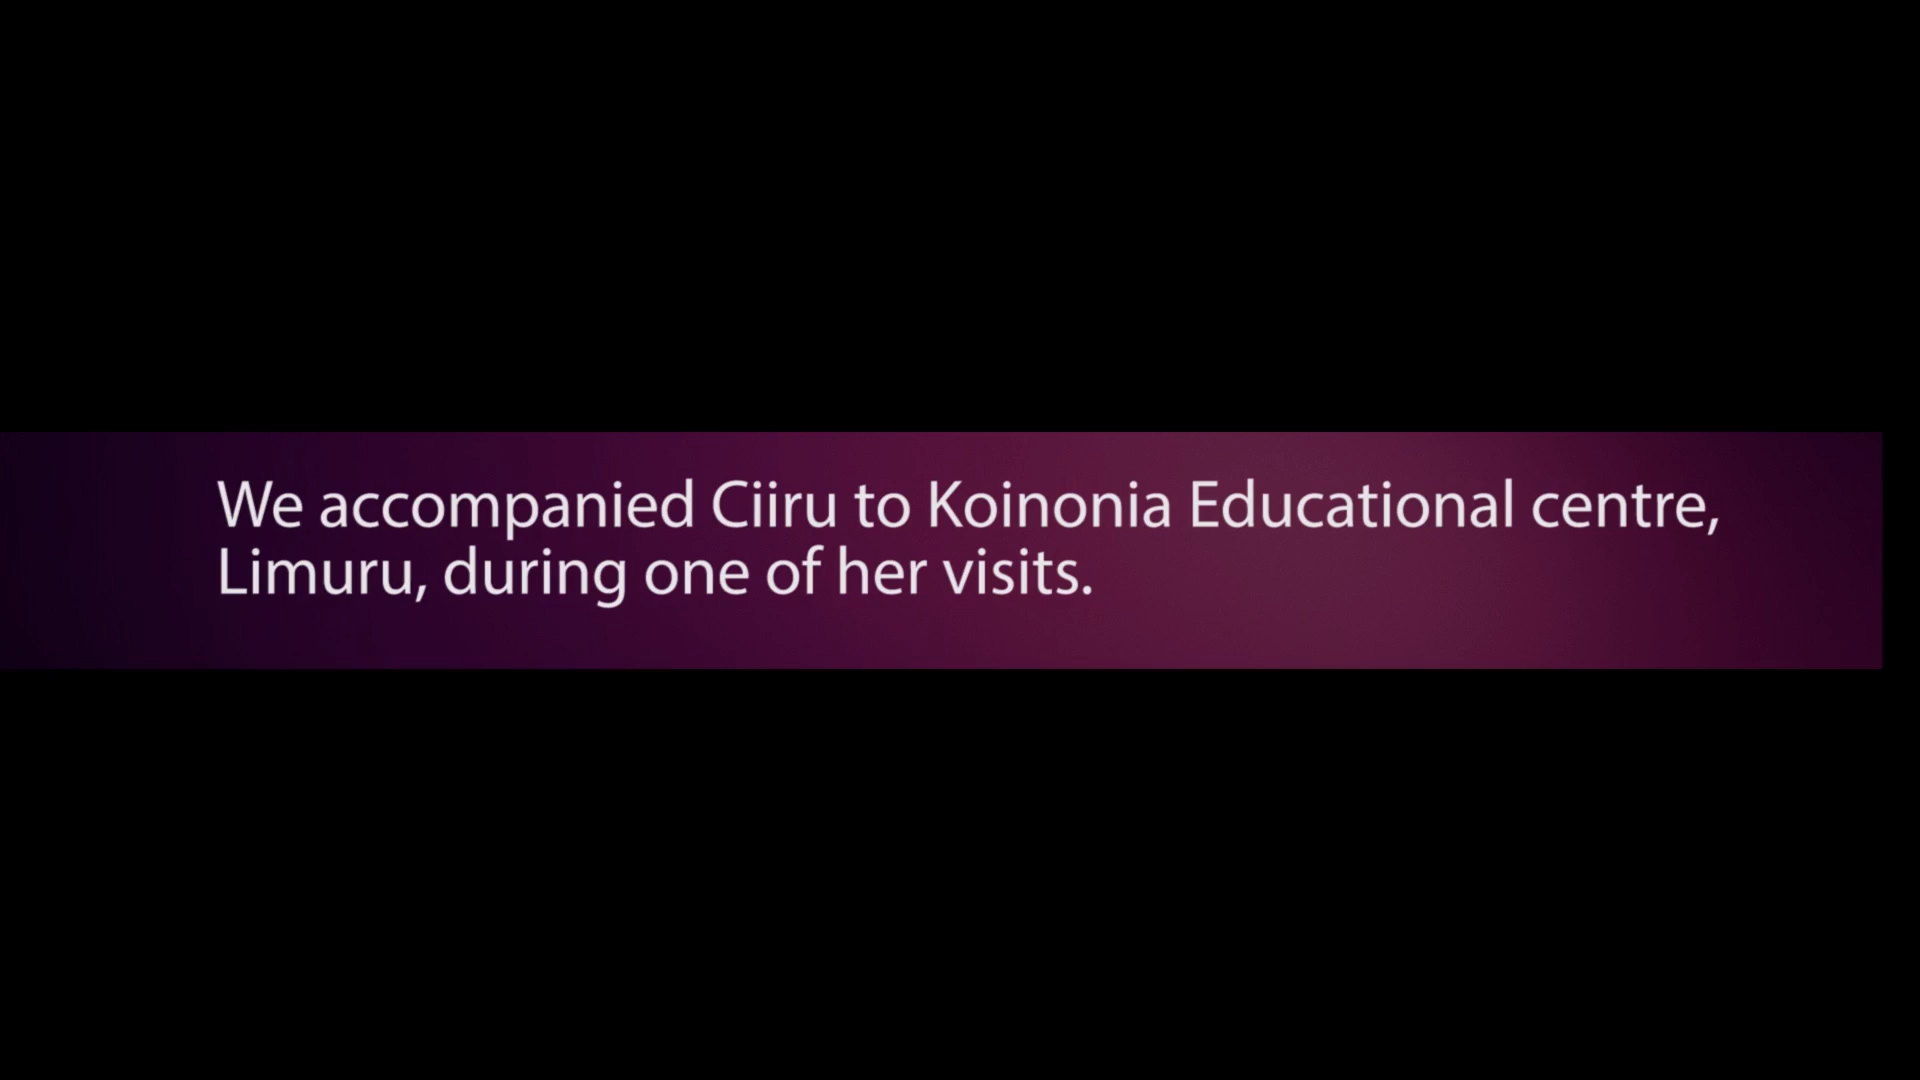 We accompanied Ciiru to Koinonia Educational centre,
Limuru, during one of her visits.